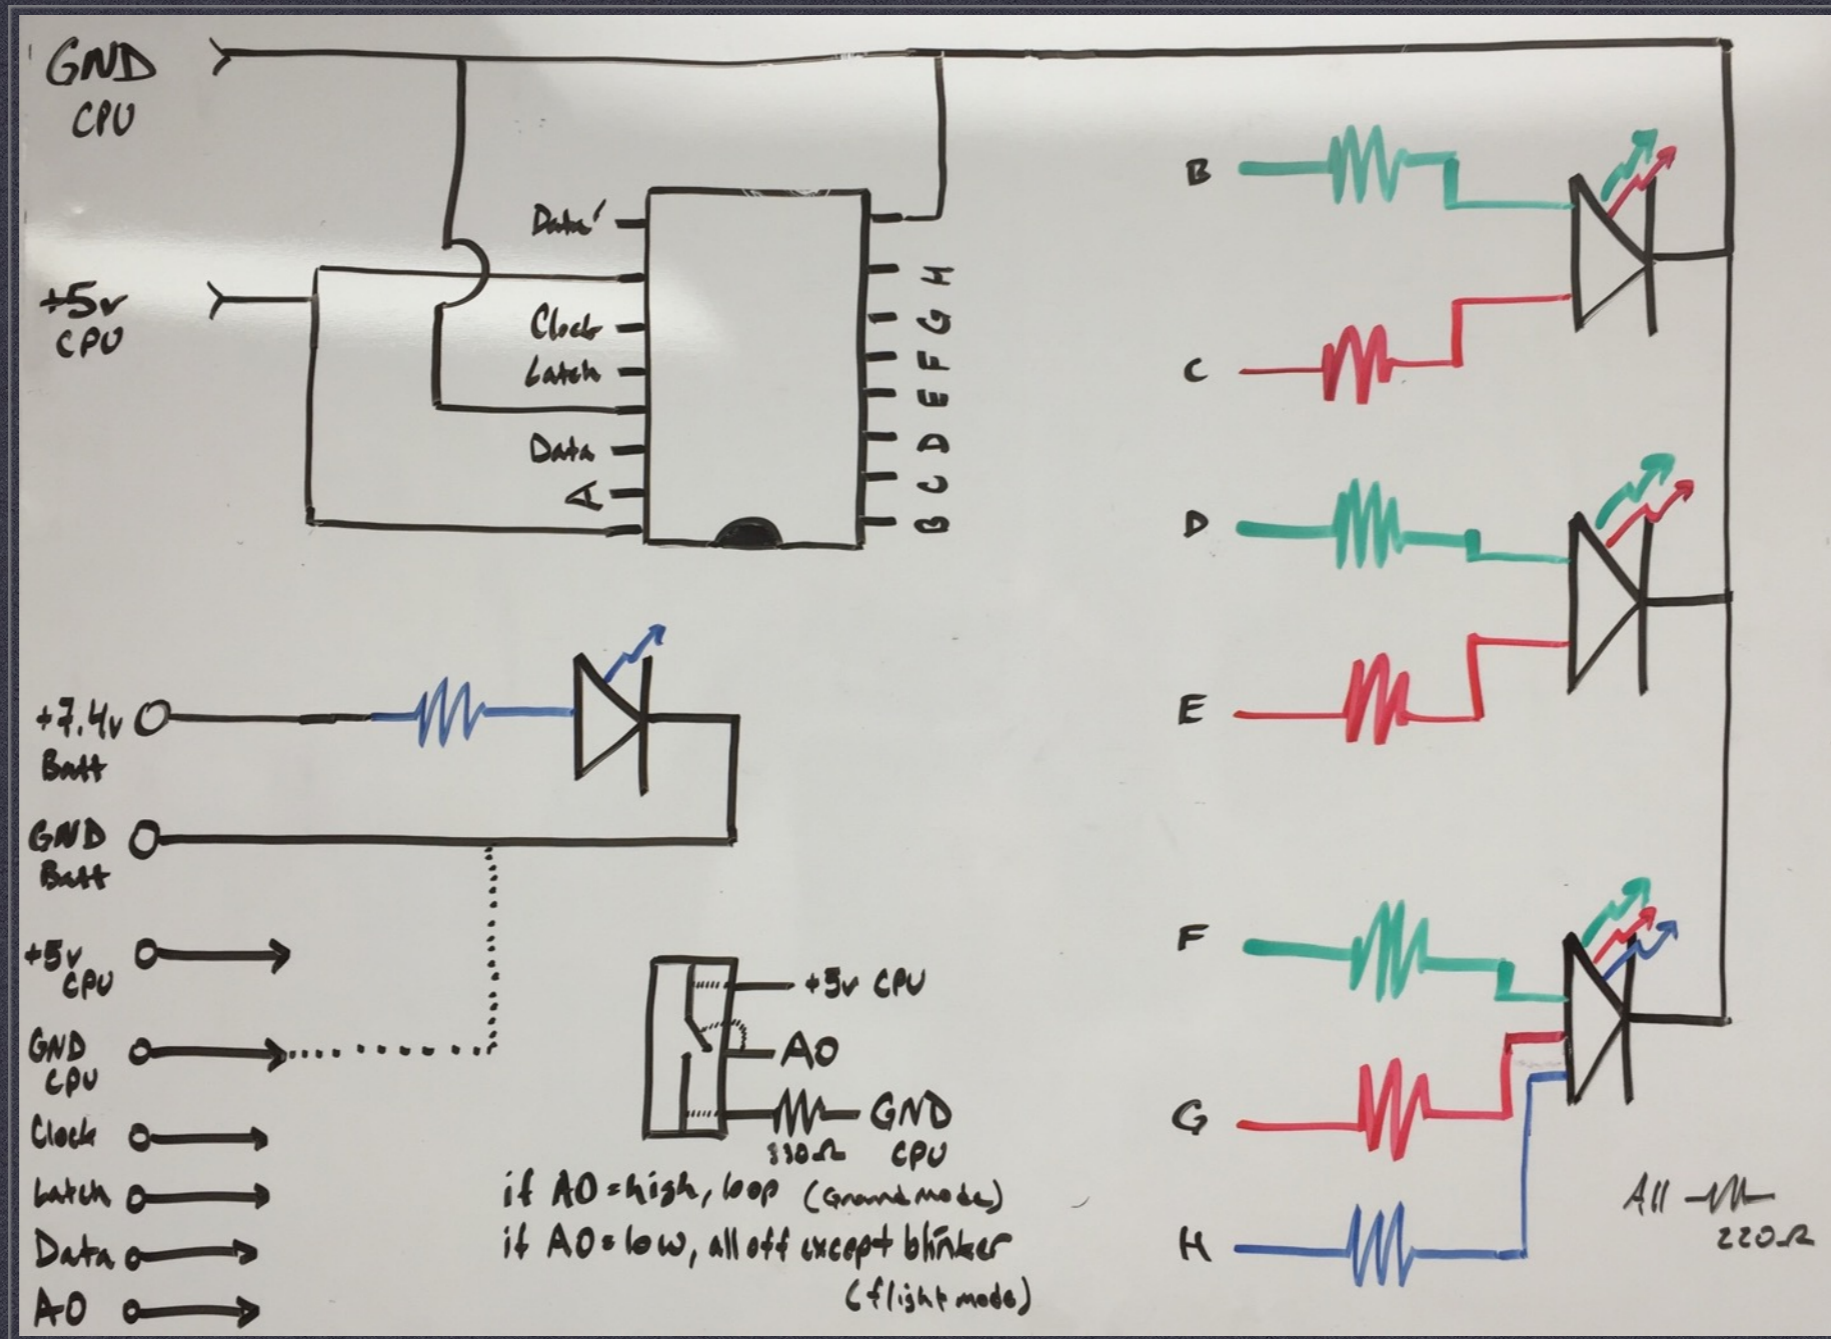 GND
CPU
+5v
CPU
Data'
Clock
Latch
Data
A
H
G
F
E
D
C
B
B
C
D
E
F
G
H
+7.4v
Batt
GND
Batt
+5v
CPU
GND
CPU
Clock
Latch
Data
A0
+5v CPU
A0
GND
CPU
if A0=high, loop (Ground mode)
if A0=low, all off except blinker
(flight mode)
All
220Ω